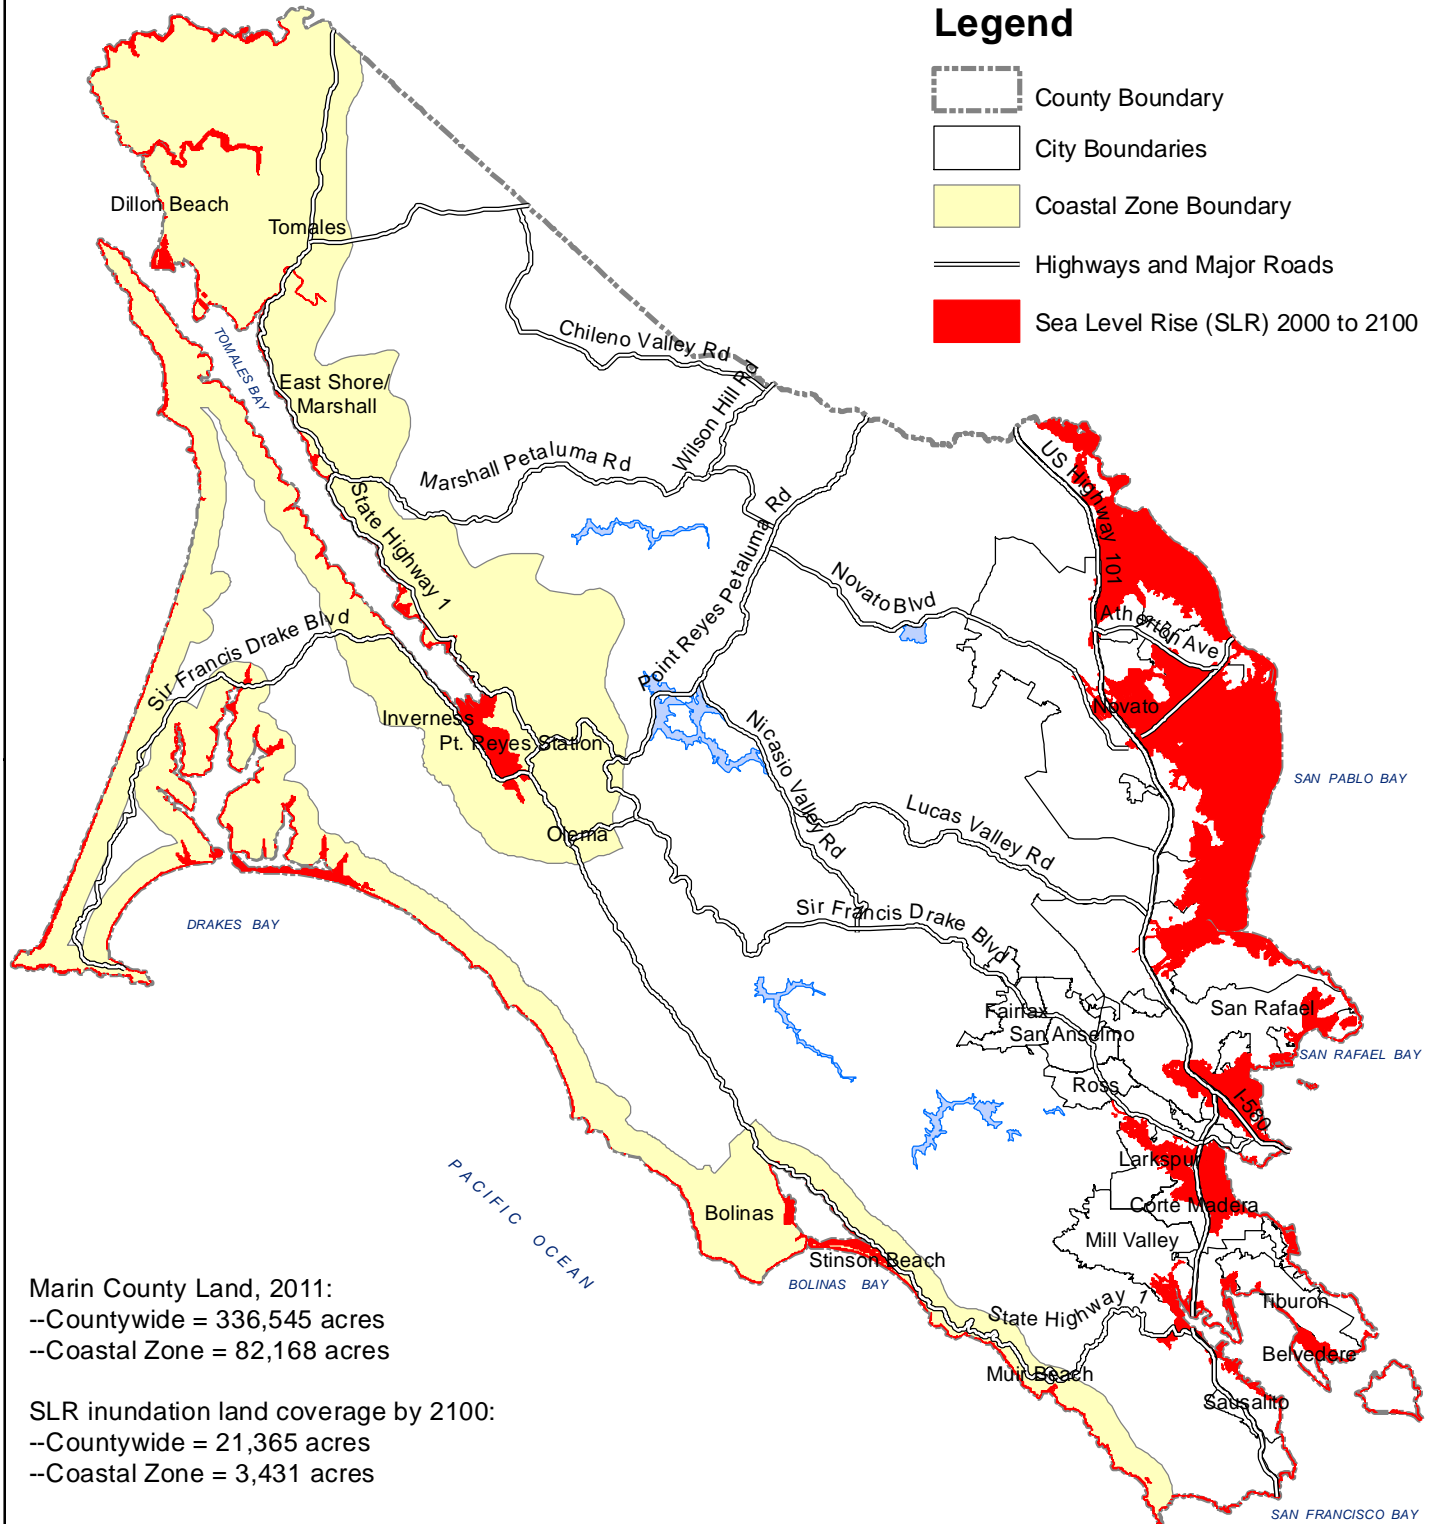 Legend
County Boundary
City Boundaries
Coastal Zone Boundary
Highways and Major Roads
Sea Level Rise (SLR) 2000 to 2100
Dillon Beach
Tomales
TOMALES BAY
Chileno Valley Rd
East Shore/
Marshall
Wilson Hill Rd
Marshall Petaluma Rd
US Highway 101
State Highway 1
Point Reyes Petaluma Rd
Novato Blvd
Atherton Ave
Sir Francis Drake Blvd
Inverness
Pt. Reyes Station
Novato
Nicasio Valley Rd
SAN PABLO BAY
Lucas Valley Rd
Olema
Sir Francis Drake Blvd
DRAKES BAY
Fairfax
San Anselmo
San Rafael
SAN RAFAEL BAY
Ross
I-580
Larkspur
PACIFIC OCEAN
Bolinas
Corte Madera
Mill Valley
Stinson Beach
BOLINAS BAY
State Highway 1
Tiburon
Belvedere
Muir Beach
Sausalito
Marin County Land, 2011:
--Countywide = 336,545 acres
--Coastal Zone = 82,168 acres
SLR inundation land coverage by 2100:
--Countywide = 21,365 acres
--Coastal Zone = 3,431 acres
SAN FRANCISCO BAY